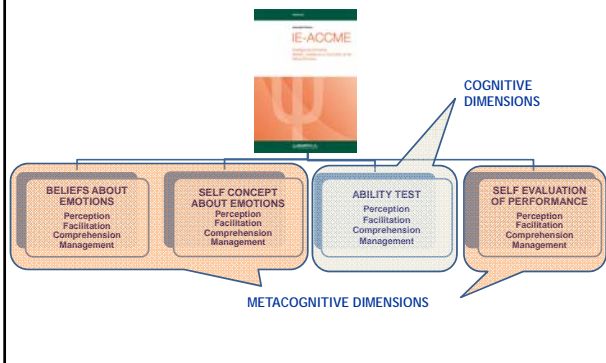 IE-ACCME
COGNITIVE
DIMENSIONS
BELIEFS ABOUT
EMOTIONS
Perception
Facilitation
Comprehension
Management
SELF CONCEPT
ABOUT EMOTIONS
Perception
Facilitation
Comprehension
Management
ABILITY TEST
Perception
Facilitation
Comprehension
Management
SELF EVALUATION
OF PERFORMANCE
Perception
Facilitation
Comprehension
Management
METACOGNITIVE DIMENSIONS